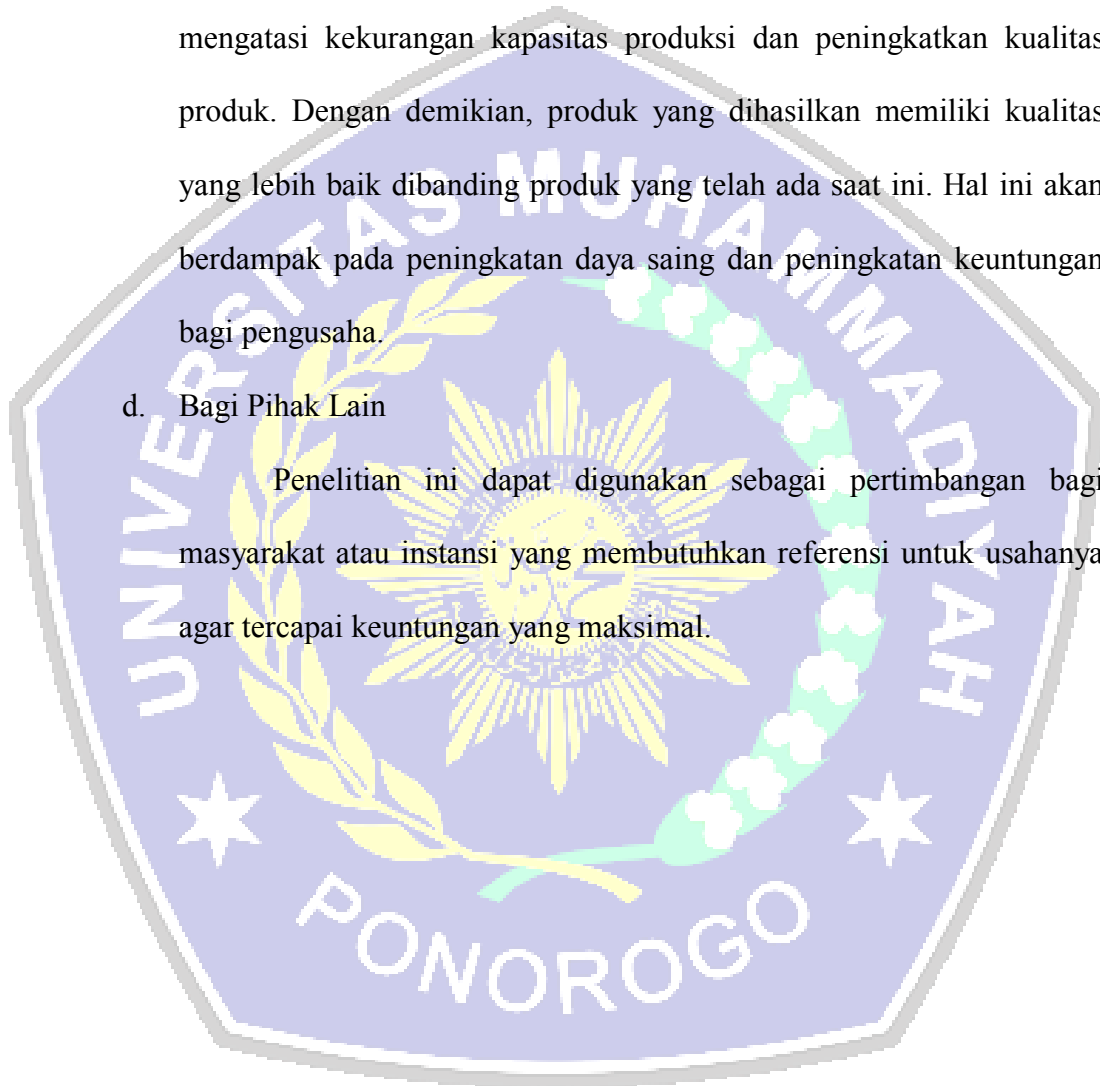 mengatasi kekurangan kapasitas produksi dan peningkatkan kualitas
produk. Dengan demikian, produk yang dihasilkan memiliki kualitas
yang lebih baik dibanding produk yang telah ada saat ini. Hal ini akan
berdampak pada peningkatan daya saing dan peningkatan keuntungan
bagi pengusaha.
d. Bagi Pihak Lain
Penelitian ini dapat digunakan sebagai pertimbangan bagi
masyarakat atau instansi yang membutuhkan referensi untuk usahanya
agar tercapai keuntungan yang maksimal.
UNIVERSITAS MUHAMMADIYAH
PONOROGO